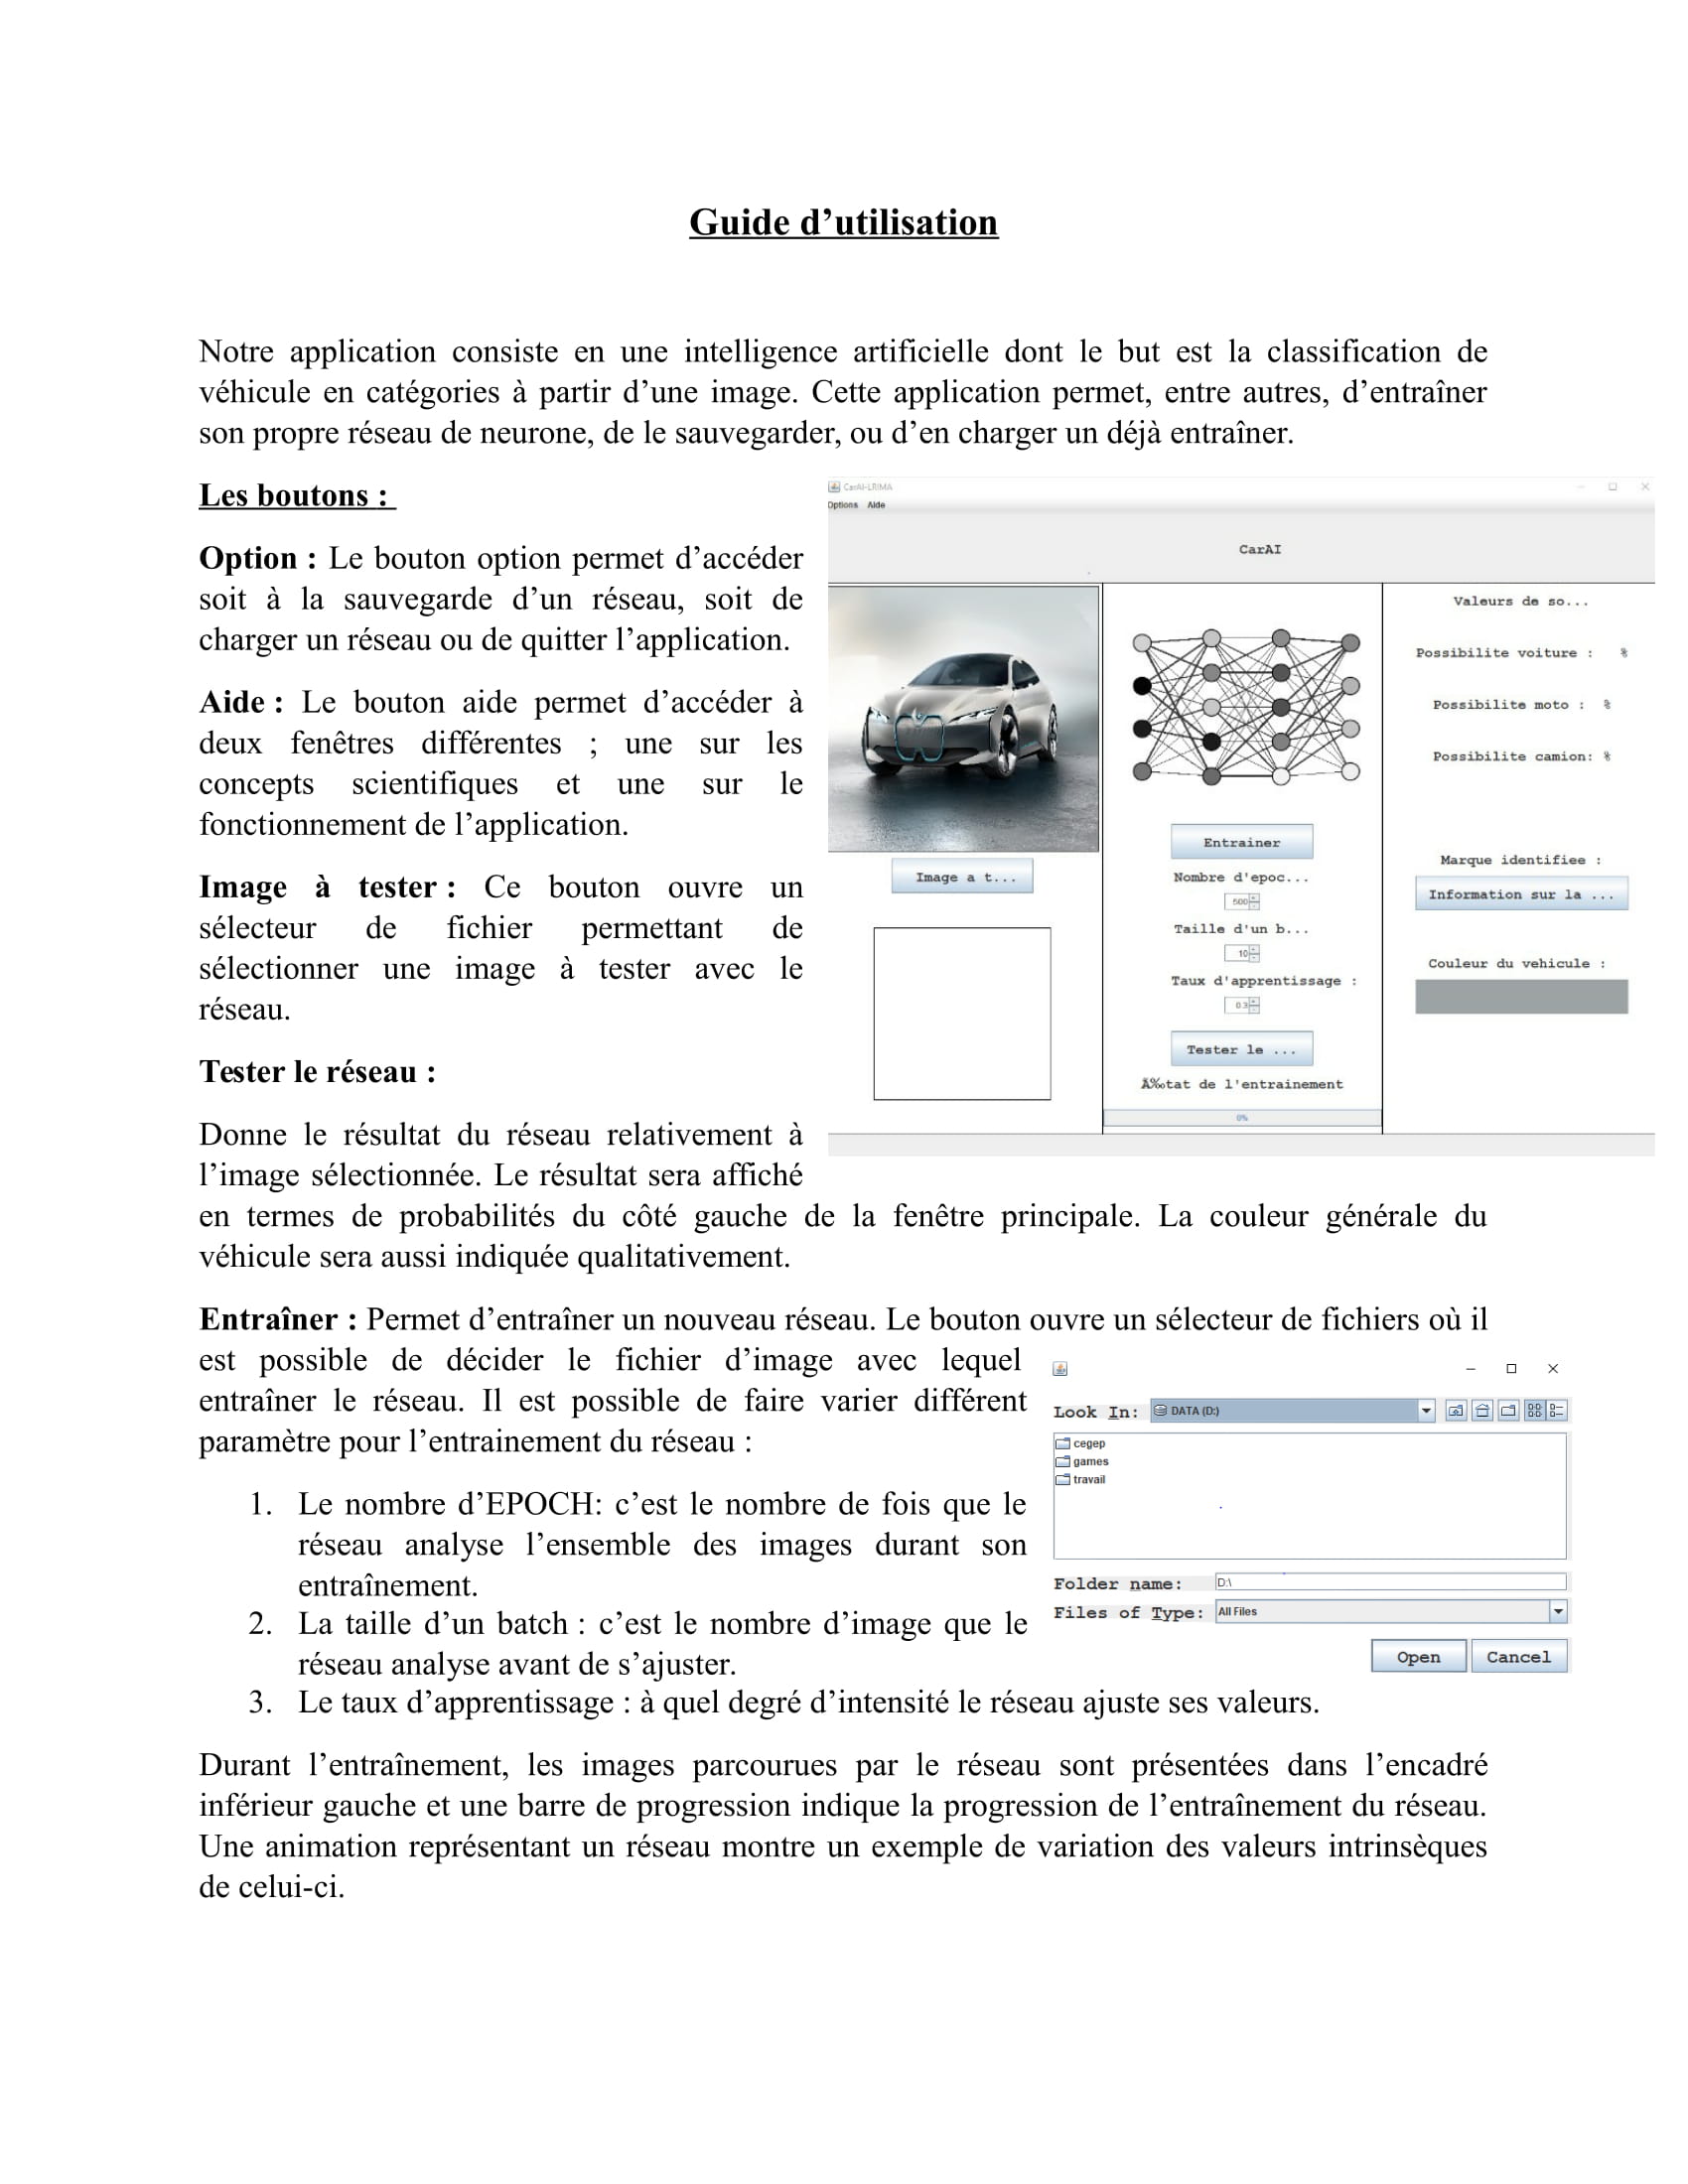 Guide d’utilisation
Notre application consiste en une intelligence artificielle dont le but est la classification de
véhicule en catégories à partir d’une image. Cette application permet, entre autres, d’entraîner
son propre réseau de neurone, de le sauvegarder, ou d’en charger un déjà entraîner.
Les boutons :
Option : Le bouton option permet d’accéder
soit à la sauvegarde d’un réseau, soit de
charger un réseau ou de quitter l’application.
Aide : Le bouton aide permet d’accéder à
deux fenêtres différentes ; une sur les
concepts scientifiques et une sur le
fonctionnement de l’application.
Image à tester : Ce bouton ouvre un
sélecteur de fichier permettant de
sélectionner une image à tester avec le
réseau.
Tester le réseau :
Donne le résultat du réseau relativement à
l’image sélectionnée. Le résultat sera affiché
en termes de probabilités du côté gauche de la fenêtre principale. La couleur générale du
véhicule sera aussi indiquée qualitativement.
CarAI-LRIMA
Options Aide
CarAI
Image a t...
Entrainer
Nombre d'epoc...
500
Taille d'un b...
10
Taux d'apprentissage :
0.3
Tester le ...
Ã‰tat de l'entrainement
0%
Valeurs de so...
Possibilite voiture : %
Possibilite moto : %
Possibilite camion: %
Marque identifiee :
Information sur la ...
Couleur du vehicule :
Entraîner : Permet d’entraîner un nouveau réseau. Le bouton ouvre un sélecteur de fichiers où il
est possible de décider le fichier d’image avec lequel
entraîner le réseau. Il est possible de faire varier différent
paramètre pour l’entrainement du réseau :
1. Le nombre d’EPOCH: c’est le nombre de fois que le
réseau analyse l’ensemble des images durant son
entraînement.
2. La taille d’un batch : c’est le nombre d’image que le
réseau analyse avant de s’ajuster.
3. Le taux d’apprentissage : à quel degré d’intensité le réseau ajuste ses valeurs.
Look In: DATA (D:)
cegep
games
travail
Folder name: D:\
Files of Type: All Files
Open Cancel
Durant l’entraînement, les images parcourues par le réseau sont présentées dans l’encadré
inférieur gauche et une barre de progression indique la progression de l’entraînement du réseau.
Une animation représentant un réseau montre un exemple de variation des valeurs intrinsèques
de celui-ci.